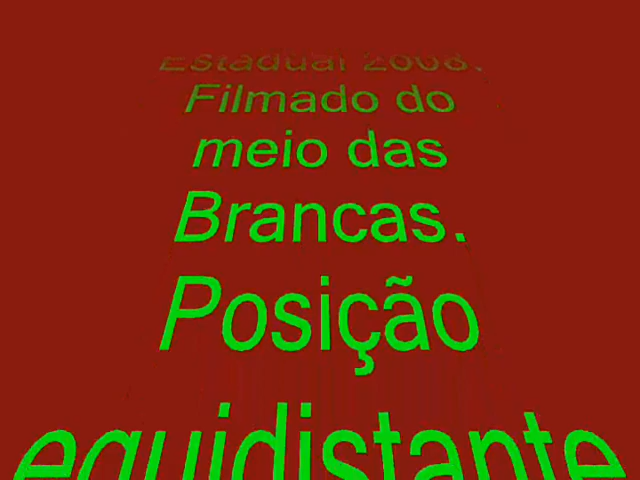 Estadual 2008.
Filmado do
meio das
Brancas.
Posição
equidistante